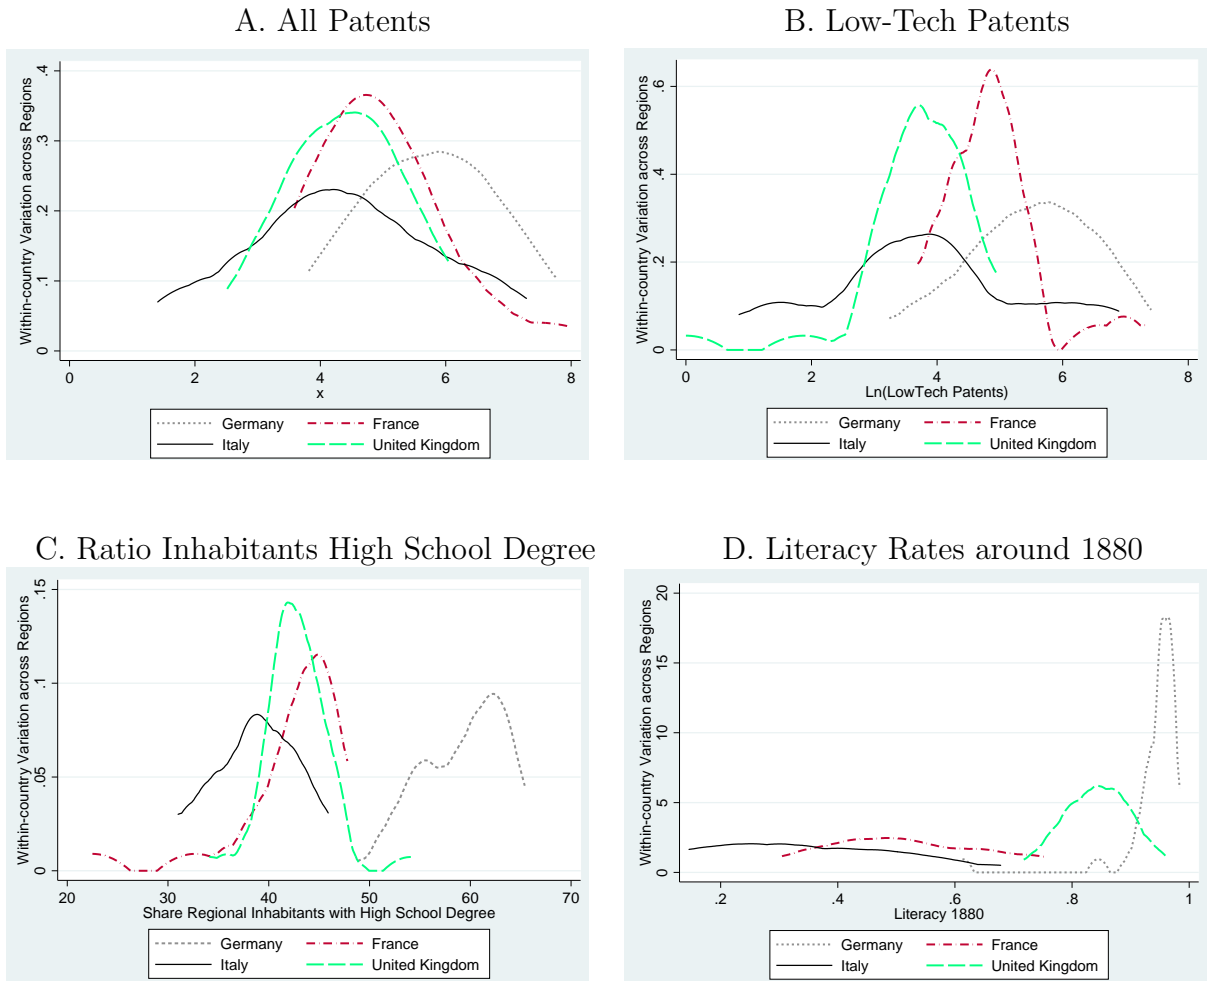 A. All Patents
Within-country Variation across Regions
0 .1 .2 .3 .4
0 2 4 6 8
x
Germany France
Italy United Kingdom
B. Low-Tech Patents
Within-country Variation across Regions
0 .2 .4 .6
0 2 4 6 8
Ln(LowTech Patents)
Germany France
Italy United Kingdom
C. Ratio Inhabitants High School Degree
Within-country Variation across Regions
0 .05 .1 .15
20 30 40 50 60 70
Share Regional Inhabitants with High School Degree
Germany France
Italy United Kingdom
D. Literacy Rates around 1880
Within-country Variation across Regions
0 5 10 15 20
.2 .4 .6 .8 1
Literacy 1880
Germany France
Italy United Kingdom